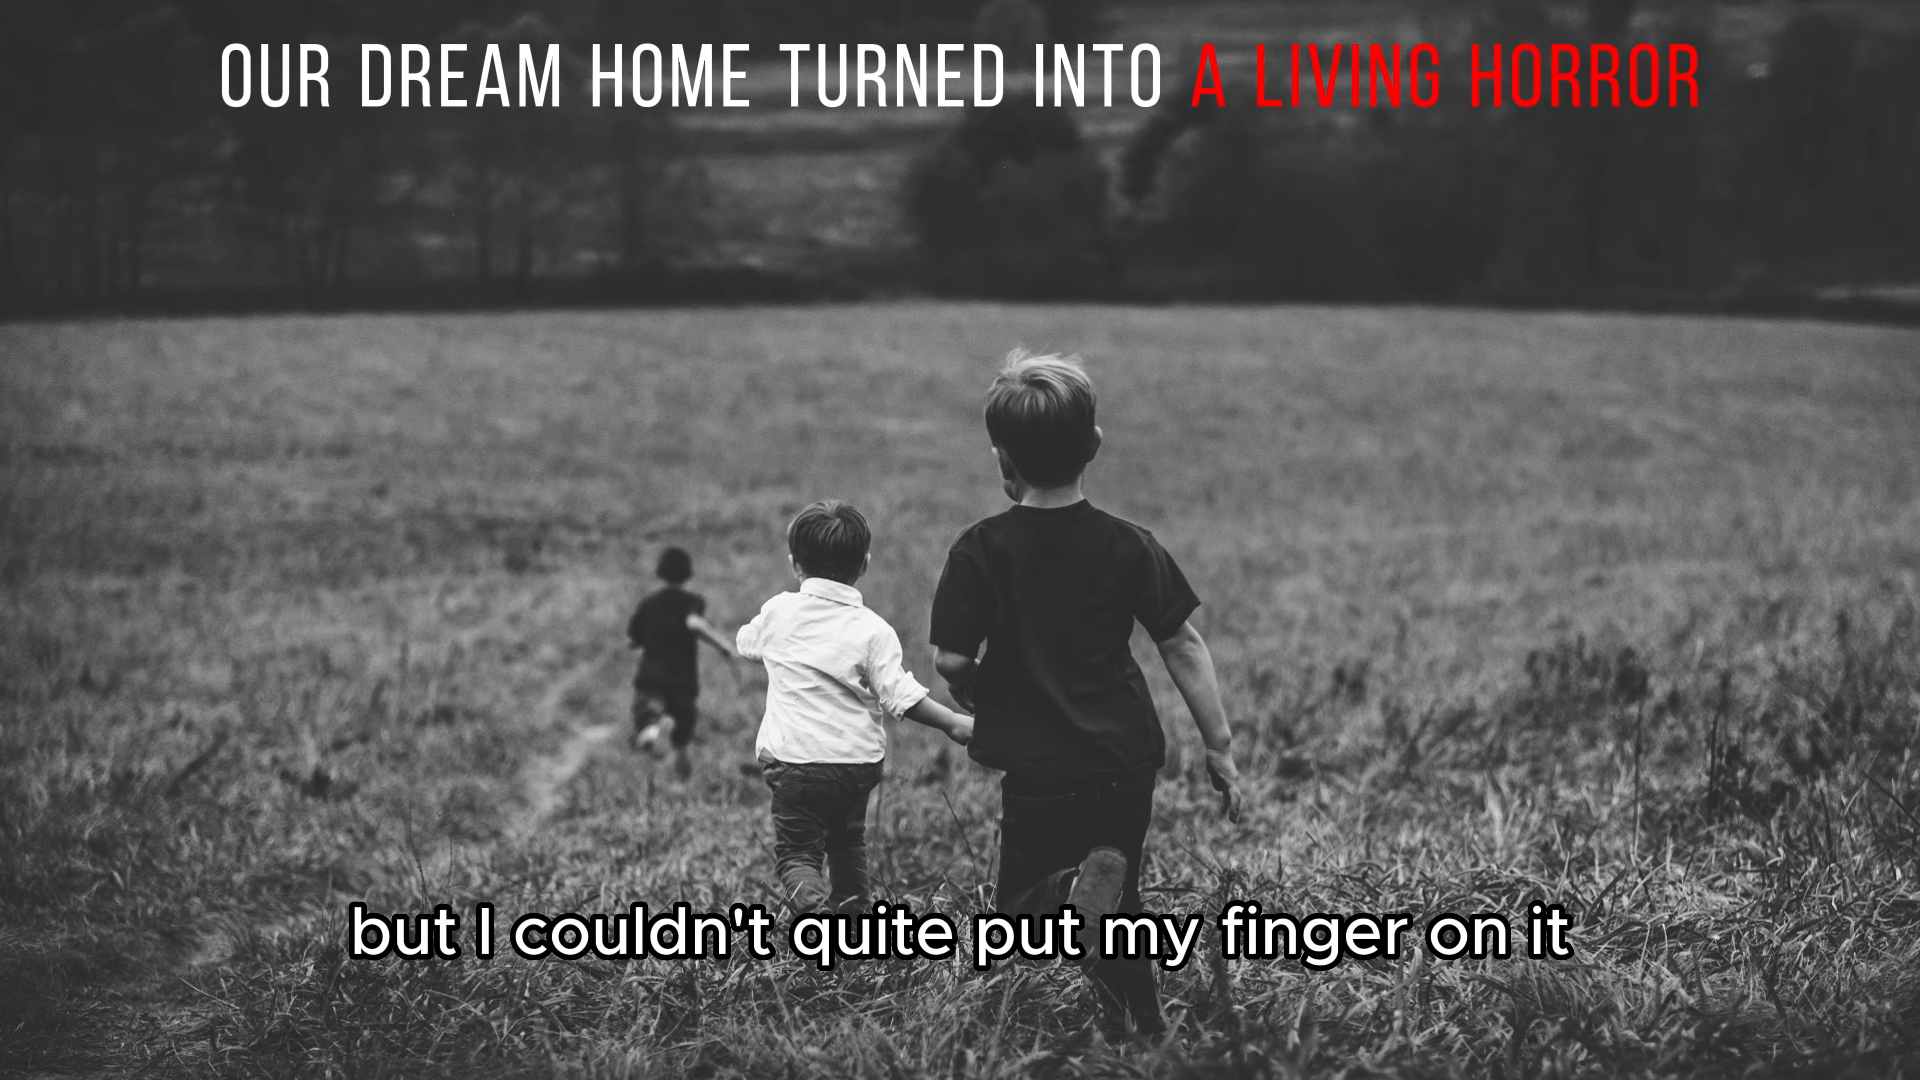 OUR DREAM HOME TURNED INTO A LIVING HORROR
but I couldn't quite put my finger on it